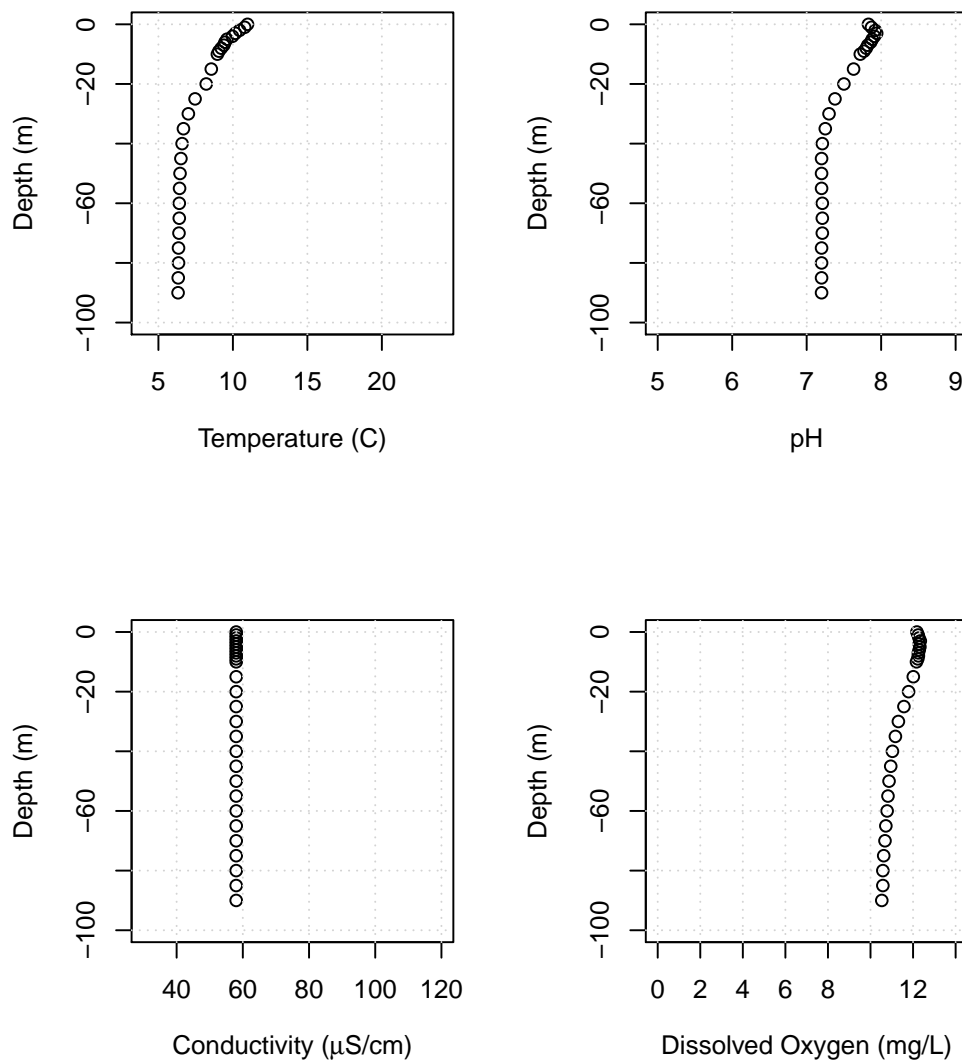 0
−20
−60
−100
Depth (m)
5 10 15 20
Temperature (C)
0
−20
−60
−100
Depth (m)
5 6 7 8 9
pH
0
−20
−60
−100
Depth (m)
40 60 80 100 120
Conductivity (μS/cm)
0
−20
−60
−100
Depth (m)
0 2 4 6 8 12
Dissolved Oxygen (mg/L)